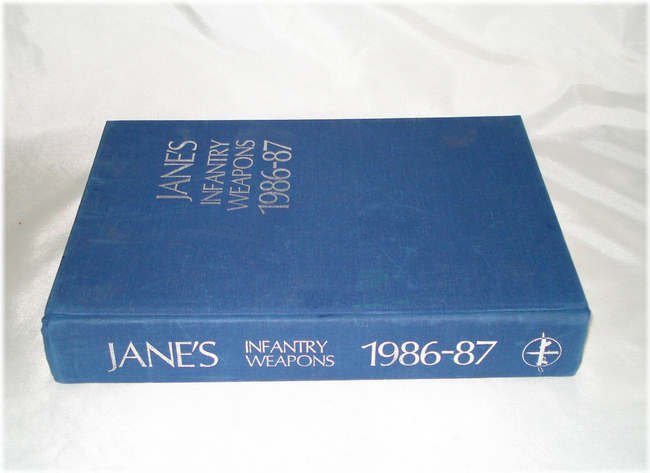 JANE'S
INFANTRY
WEAPONS
1986-87
JANE'S
INFANTRY
WEAPONS
1986-87